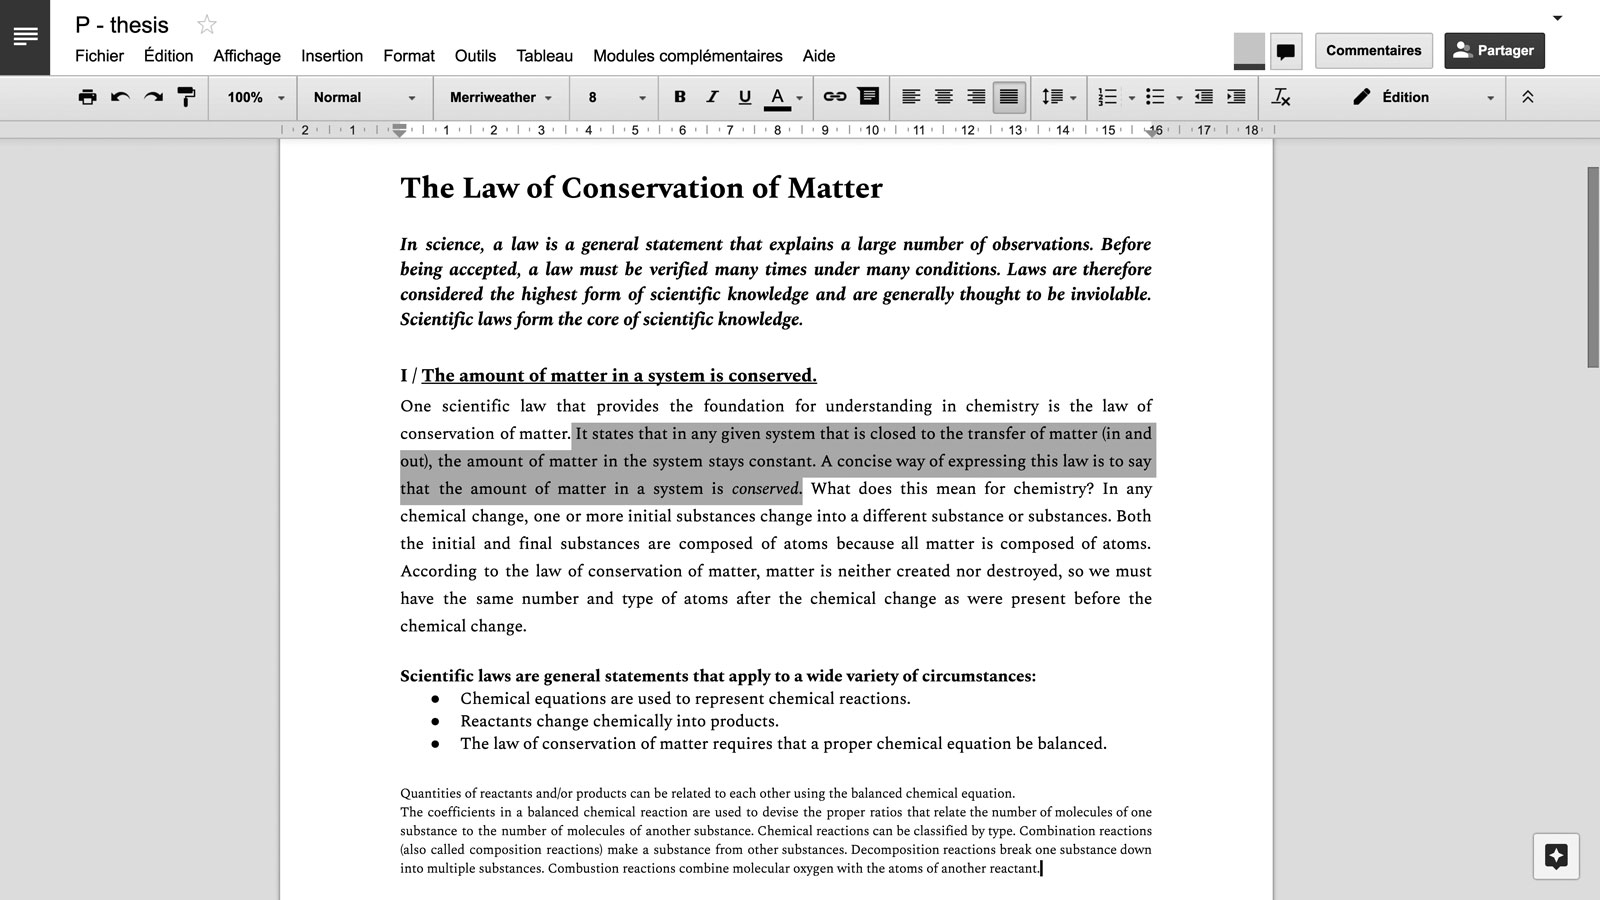 P - thesis
Fichier Édition Affichage Insertion Format Outils Tableau Modules complémentaires Aide
Commentaires Partager
100% Normal Merriweather 8 B I U A Édition
2 1 1 2 3 4 5 6 7 8 9 10 11 12 13 14 15 16 17 18
The Law of Conservation of Matter
In science, a law is a general statement that explains a large number of observations. Before
being accepted, a law must be verified many times under many conditions. Laws are therefore
considered the highest form of scientific knowledge and are generally thought to be inviolable.
Scientific laws form the core of scientific knowledge.
I / The amount of matter in a system is conserved.
One scientific law that provides the foundation for understanding in chemistry is the law of
conservation of matter. It states that in any given system that is closed to the transfer of matter (in and
out), the amount of matter in the system stays constant. A concise way of expressing this law is to say
that the amount of matter in a system is conserved. What does this mean for chemistry? In any
chemical change, one or more initial substances change into a different substance or substances. Both
the initial and final substances are composed of atoms because all matter is composed of atoms.
According to the law of conservation of matter, matter is neither created nor destroyed, so we must
have the same number and type of atoms after the chemical change as were present before the
chemical change.
Scientific laws are general statements that apply to a wide variety of circumstances:
● Chemical equations are used to represent chemical reactions.
● Reactants change chemically into products.
● The law of conservation of matter requires that a proper chemical equation be balanced.
Quantities of reactants and/or products can be related to each other using the balanced chemical equation.
The coefficients in a balanced chemical reaction are used to devise the proper ratios that relate the number of molecules of one
substance to the number of molecules of another substance. Chemical reactions can be classified by type. Combination reactions
(also called composition reactions) make a substance from other substances. Decomposition reactions break one substance down
into multiple substances. Combustion reactions combine molecular oxygen with the atoms of another reactant.